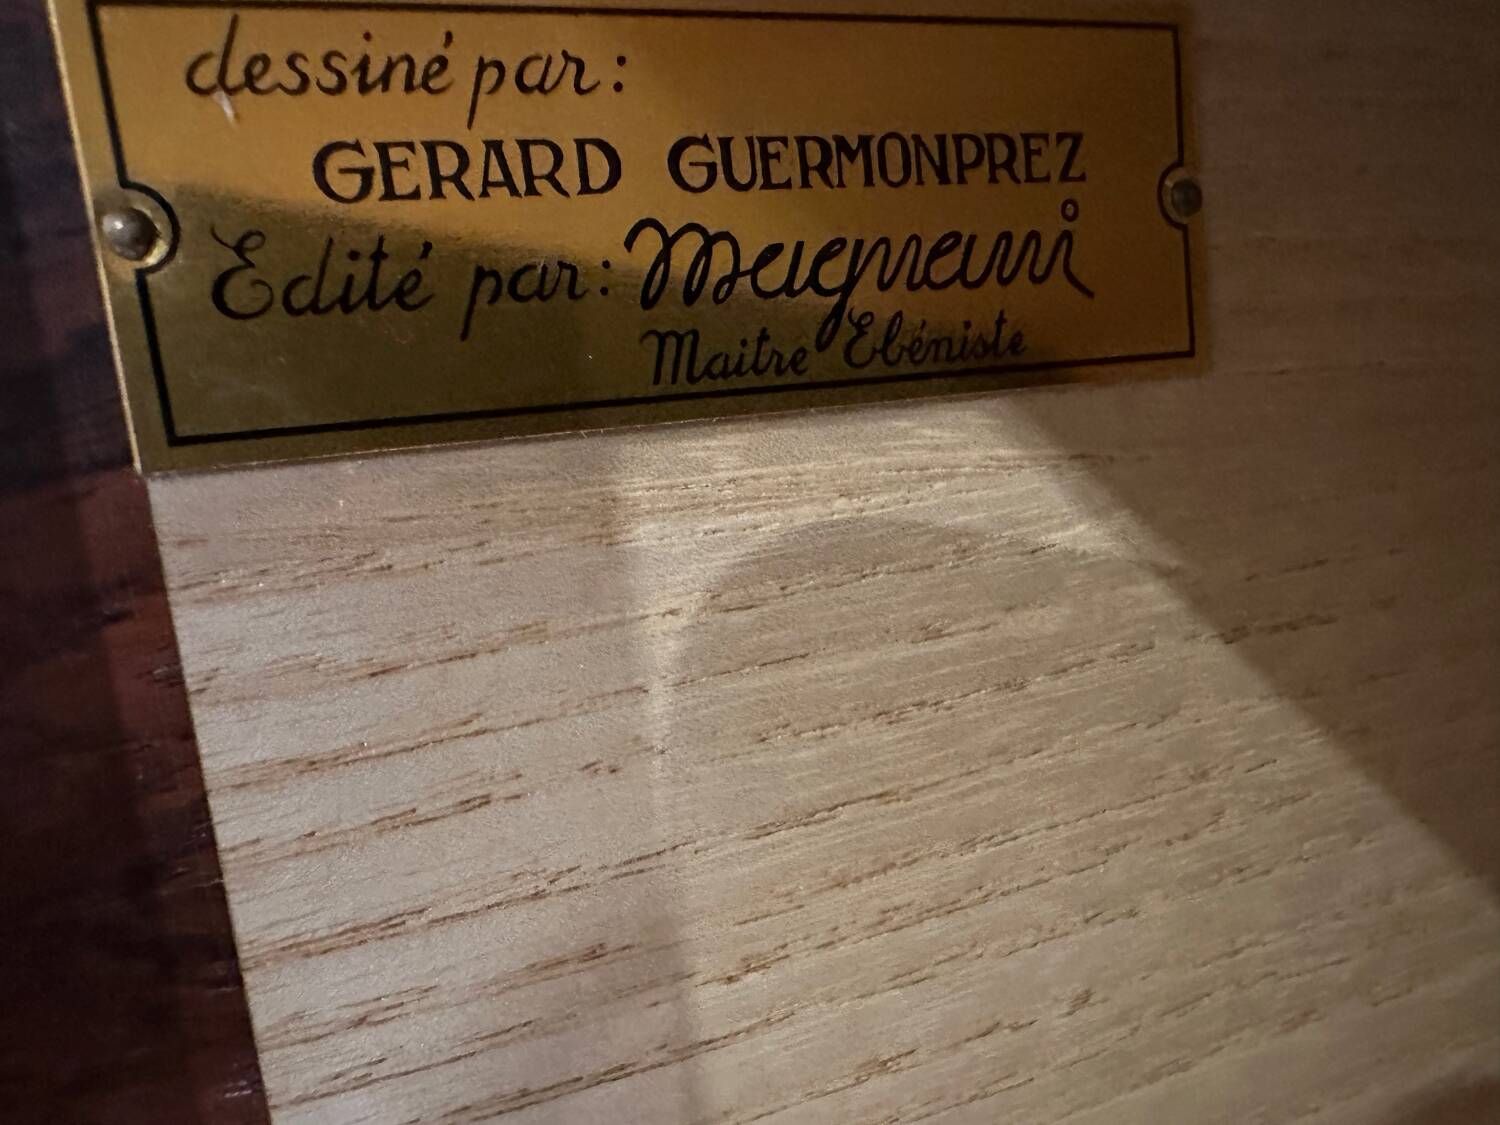 dessiné par:
GERARD GUERMONPREZ
Edité par: Magnani
Maitre Ebéniste